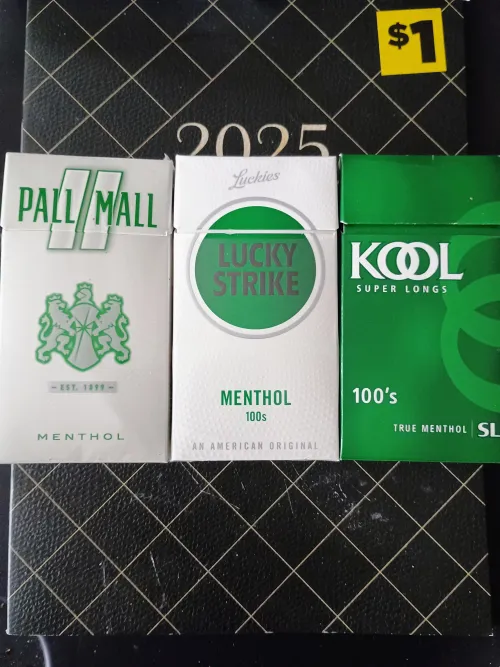 $1
2025
PALL MALL
EST. 1899
MENTHOL
Luckies
LUCKY
STRIKE
MENTHOL
100s
AN AMERICAN ORIGINAL
KOOL
SUPER LONGS
100's
TRUE MENTHOL | SL